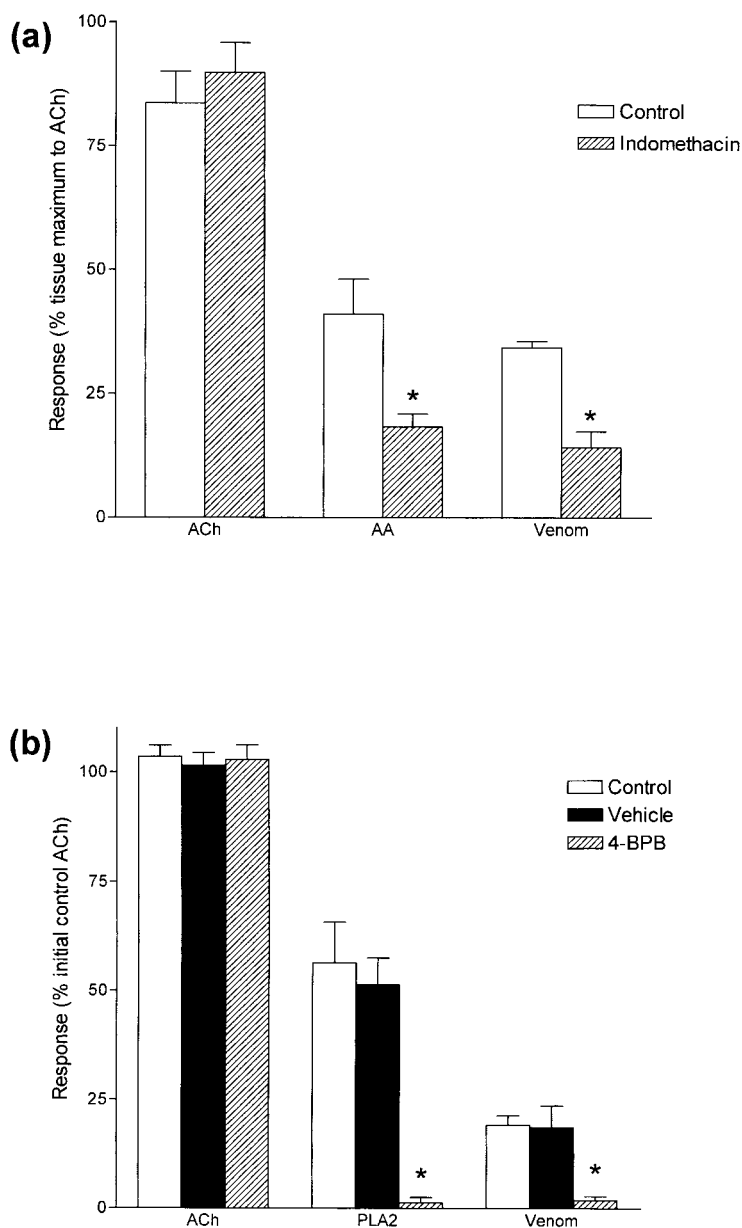 (a)
Response (% tissue maximum to ACh)
100
75
50
25
0
Control
Indomethacin
*
*
ACh
AA
Venom
(b)
Response (% initial control ACh)
100
75
50
25
0
Control
Vehicle
4-BPB
*
*
ACh
PLA2
Venom